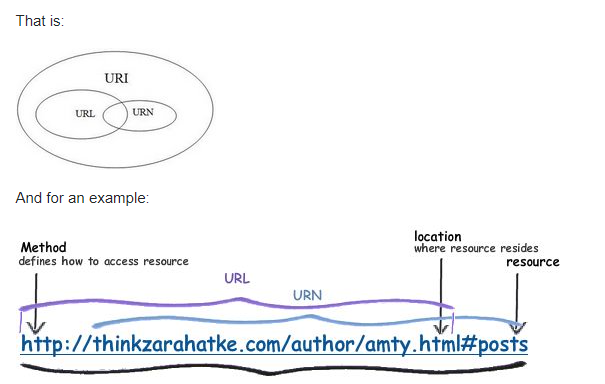 That is:
URI
URL
URN
And for an example:
location
Method
where resource resides
defines how to access resource
resource
URL
URN
http://thinkzarahatke.com/author/amty.html#posts